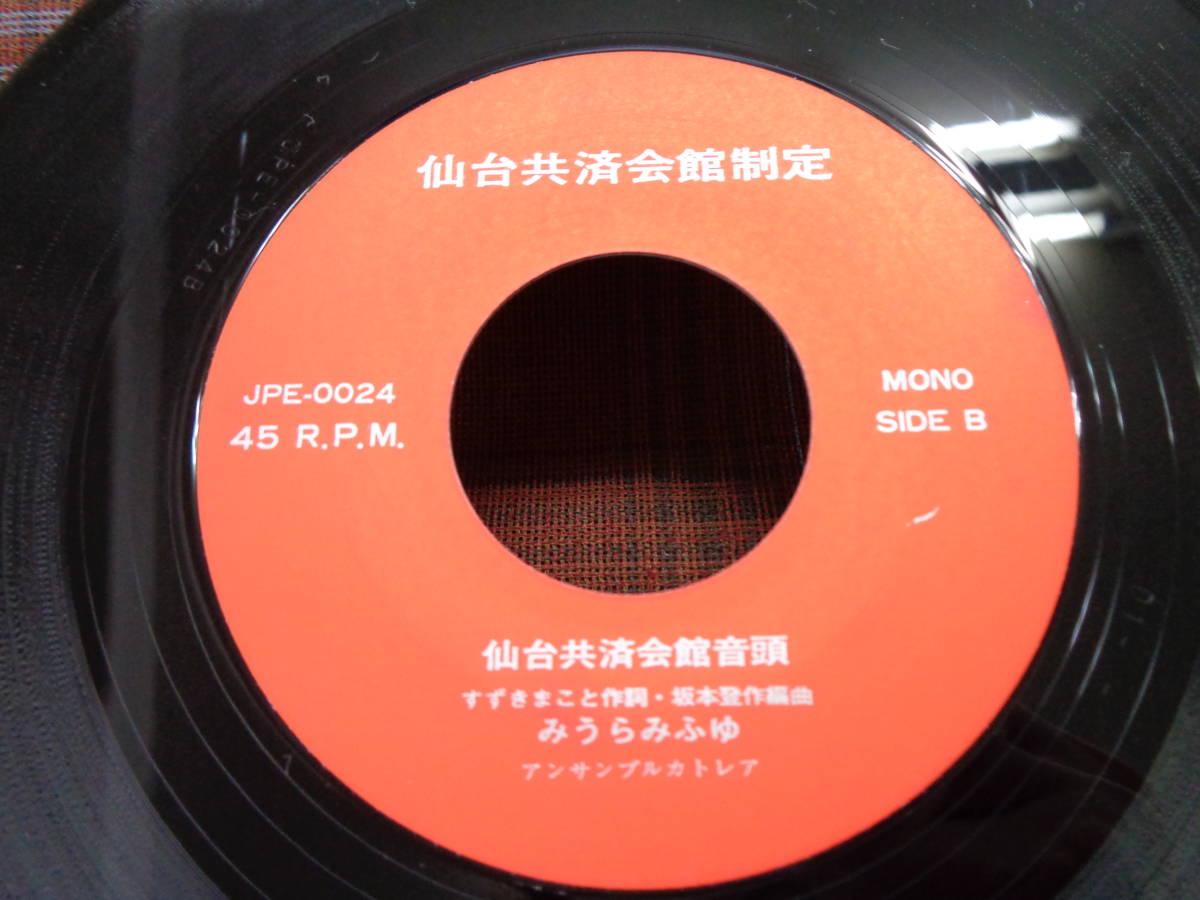 仙台共済会館制定
JPE-0024
45 R.P.M.
MONO
SIDE B
仙台共済会館音頭
すずきまこと作詞・坂本登作編曲
みうらみふゆ
アンサンブルカトレア